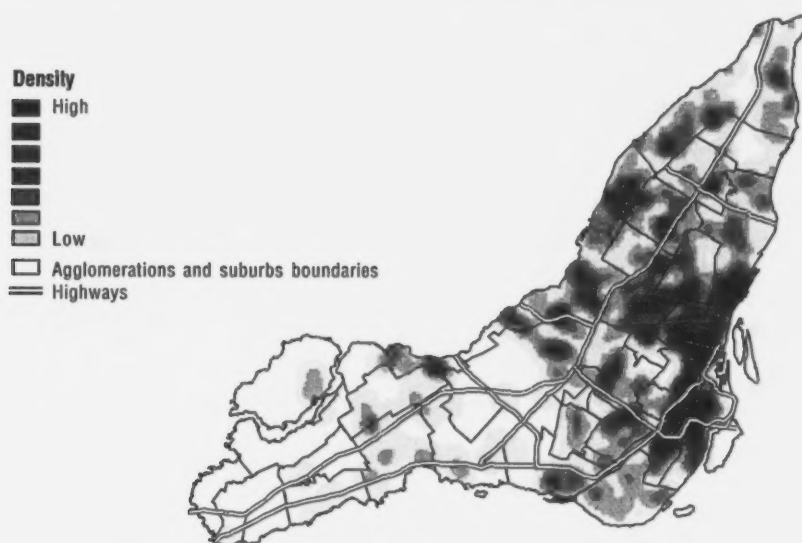 Density
High
Low
Agglomerations and suburbs boundaries
Highways